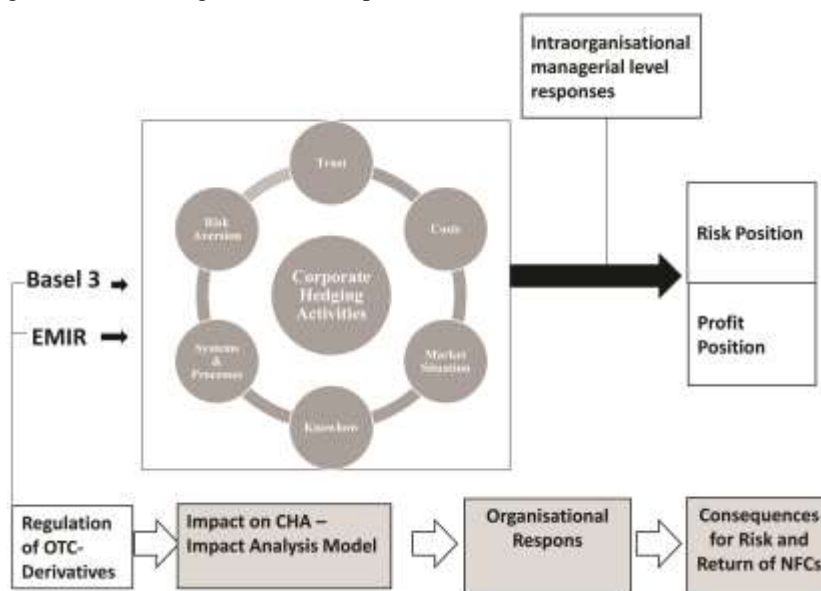 Intraorganisational
managerial level
responses
Trust
Risk
Aversion
Costs
Corporate
Hedging
Activities
Basel 3
EMIR
Systems
&
Processes
Market
Situation
Knowhow
Risk Position
Profit
Position
Regulation
of OTC-
Derivatives
Impact on CHA –
Impact Analysis Model
Organisational
Respons
Consequences
for Risk and
Return of NFCs